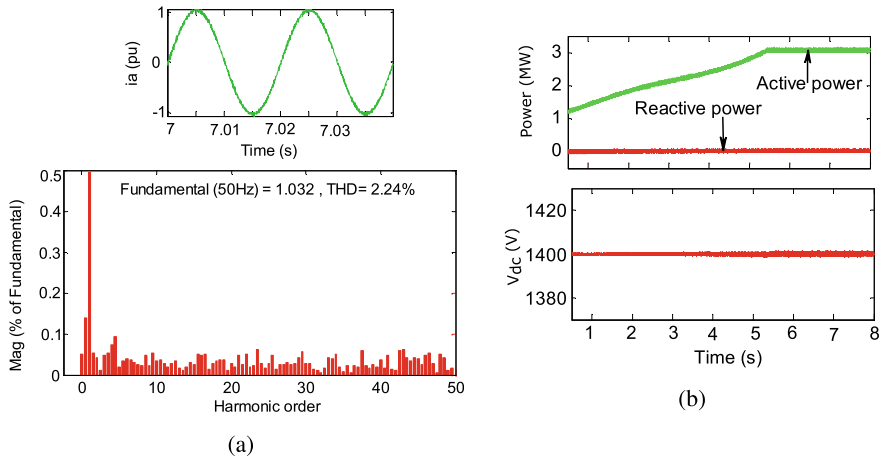 1
0
-1
ia (pu)
7
7.01
7.02
7.03
Time (s)
Fundamental (50Hz) = 1.032 , THD= 2.24%
0.5
0.4
0.3
0.2
0.1
0
Mag (% of Fundamental)
0
10
20
30
40
50
Harmonic order
(a)
3
2
1
0
Power (MW)
Active power
Reactive power
1420
1400
1380
Vdc (V)
1
2
3
4
5
6
7
8
Time (s)
(b)